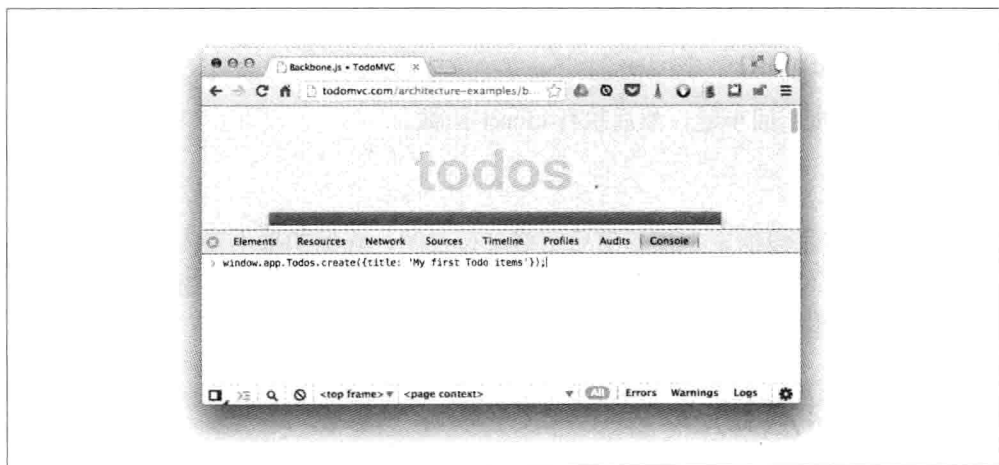 Backbone.js • TodoMVC
todomvc.com/architecture-examples/b...
todos
Elements Resources Network Sources Timeline Profiles Audits Console
> window.app.Todos.create({title: 'My first Todo items'});
<top frame> ▼ <page context> ▼ All Errors Warnings Logs